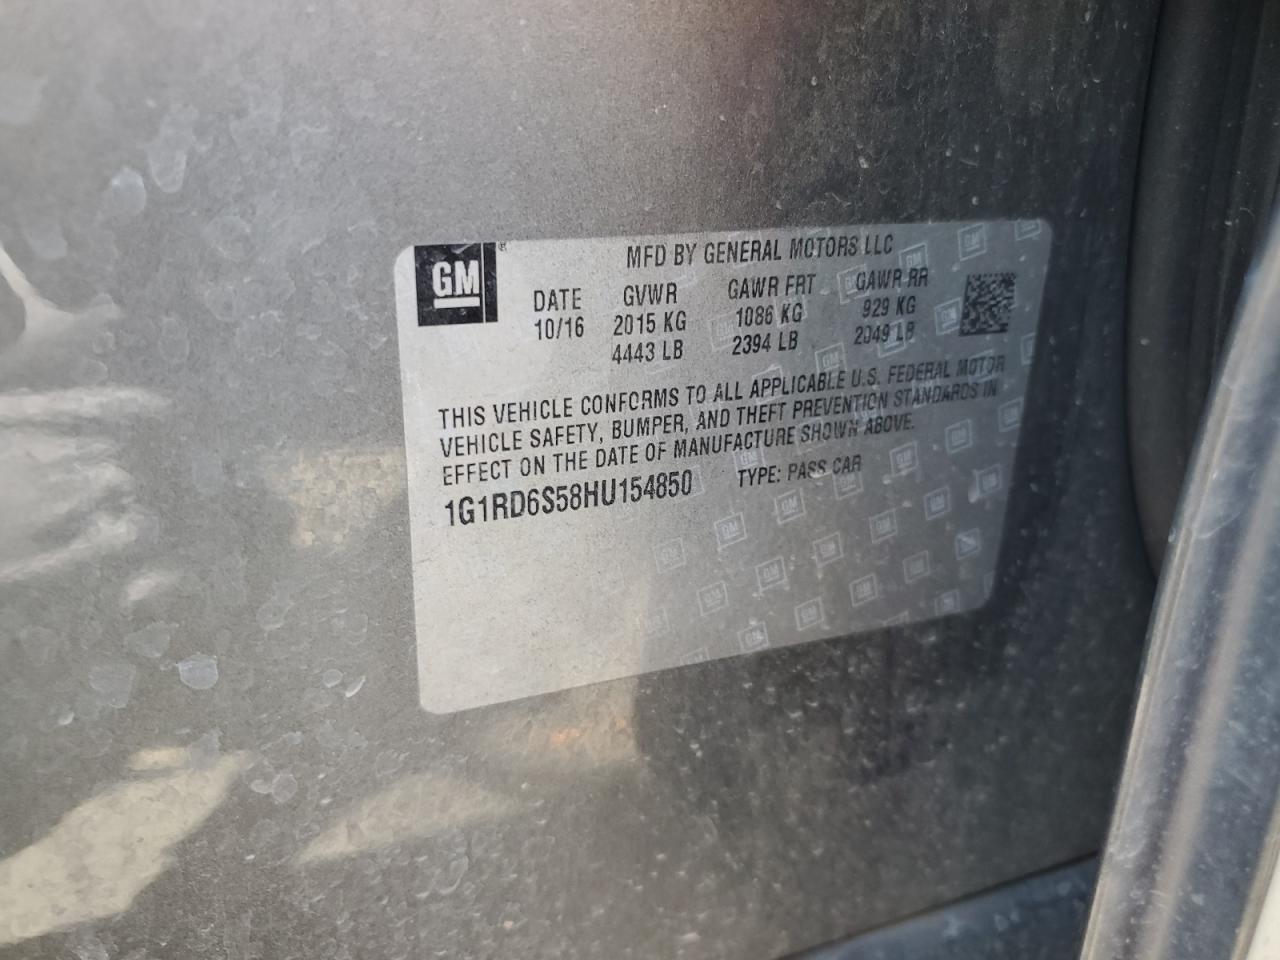 GM
MFD BY GENERAL MOTORS LLC
DATE GVWR GAWR FRT GAWR RR
10/16 2015 KG 1086 KG 929 KG
4443 LB 2394 LB 2049 LB
THIS VEHICLE CONFORMS TO ALL APPLICABLE U.S. FEDERAL MOTOR
VEHICLE SAFETY, BUMPER, AND THEFT PREVENTION STANDARDS IN
EFFECT ON THE DATE OF MANUFACTURE SHOWN ABOVE.
1G1RD6S58HU154850 TYPE: PASS CAR